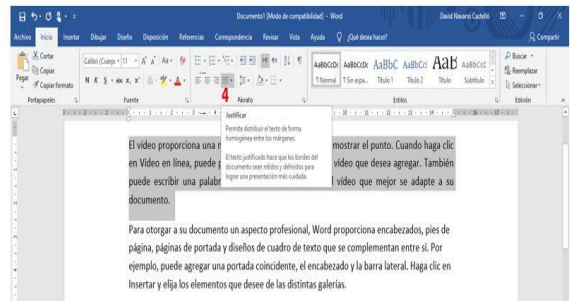 Documento1 [Modo de compatibilidad] - Word
David Navarro Castelló
Archivo Inicio Insertar Dibujar Diseño Disposición Referencias Correspondencia Revisar Vista Ayuda ¿Qué desea hacer? Compartir
Pegar
Cortar
Copiar
Copiar formato
Portapapeles
Calibri (Cuerpo 11
N K S abc
Fuente
Párrafo
4
AaBbCcDc AaBbCcDc AaBbC AaBbCcl AaB AaBbCcD
1 Normal 1 Sin espa... Título 1 Título 2 Título Subtítulo
Estilos
Buscar
Reemplazar
Seleccionar
Edición
Justificar
Permite distribuir el texto de forma
homogénea entre los márgenes.
El texto justificado hace que los bordes del
documento sean nítidos y definidos para
lograr una presentación más cuidada.
El vídeo proporciona una mostrar el punto. Cuando haga clic
en Vídeo en línea, puede vídeo que desea agregar. También
puede escribir una palabr vídeo que mejor se adapte a su
documento.
Para otorgar a su documento un aspecto profesional, Word proporciona encabezados, pies de
página, páginas de portada y diseños de cuadro de texto que se complementan entre sí. Por
ejemplo, puede agregar una portada coincidente, el encabezado y la barra lateral. Haga clic en
Insertar y elija los elementos que desee de las distintas galerías.